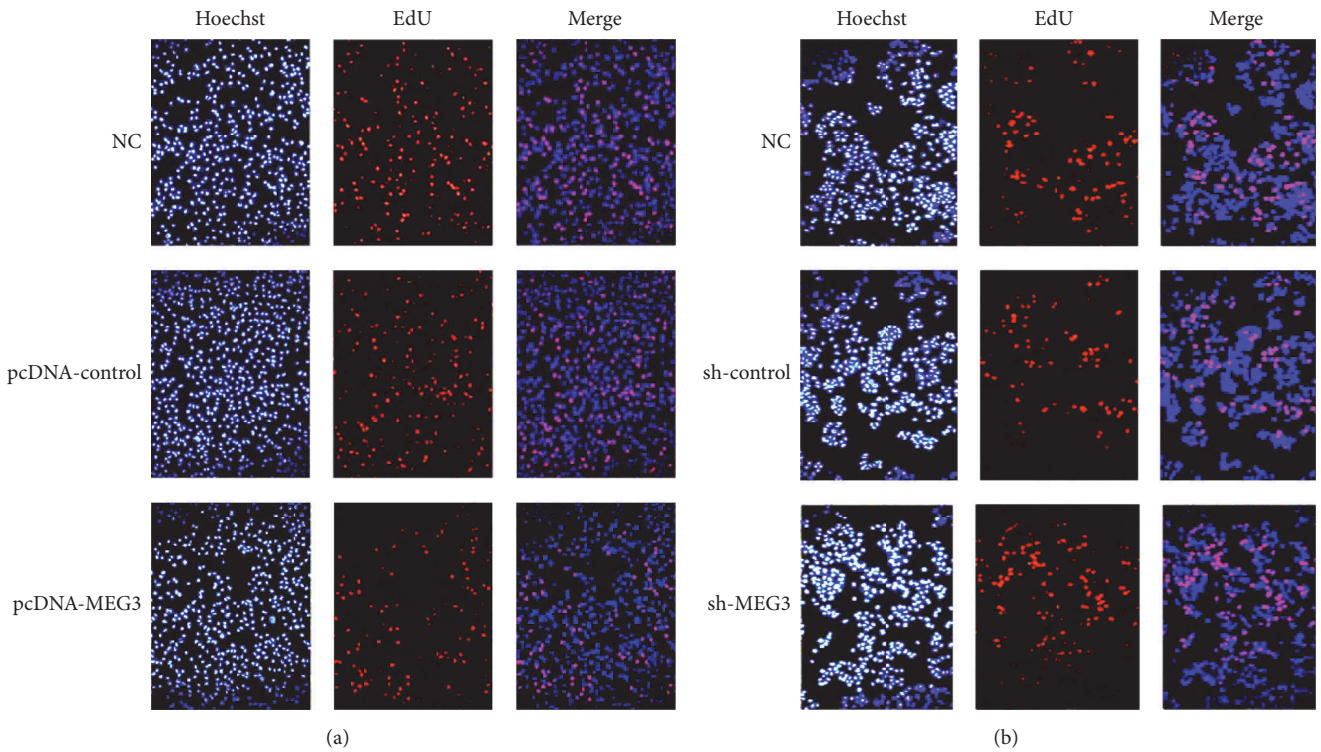 Hoechst EdU Merge
NC
pcDNA-control
pcDNA-MEG3
(a)
Hoechst EdU Merge
NC
sh-control
sh-MEG3
(b)